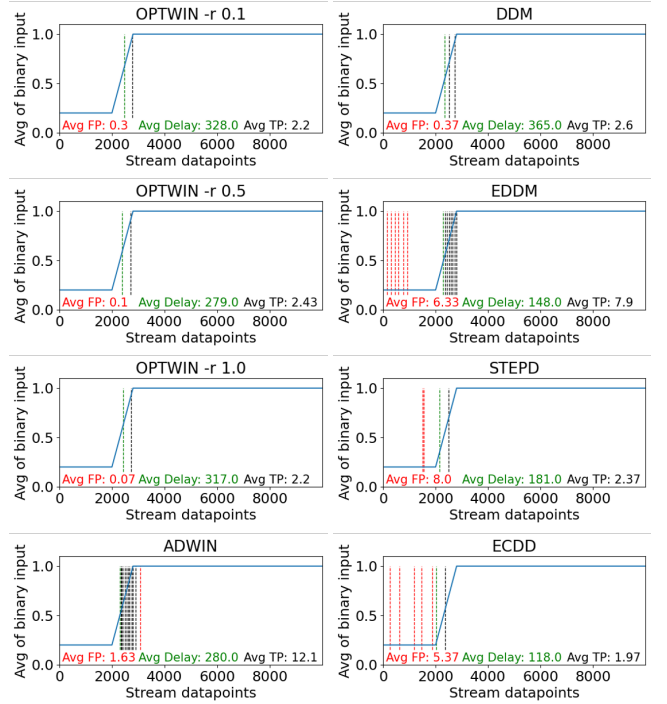 OPTWIN -r 0.1
Avg of binary input
1.0
0.5
0.0
Avg FP: 0.3 Avg Delay: 328.0 Avg TP: 2.2
0 2000 4000 6000 8000
Stream datapoints
DDM
Avg of binary input
1.0
0.5
0.0
Avg FP: 0.37 Avg Delay: 365.0 Avg TP: 2.6
0 2000 4000 6000 8000
Stream datapoints
OPTWIN -r 0.5
Avg of binary input
1.0
0.5
0.0
Avg FP: 0.1 Avg Delay: 279.0 Avg TP: 2.43
0 2000 4000 6000 8000
Stream datapoints
EDDM
Avg of binary input
1.0
0.5
0.0
Avg FP: 6.33 Avg Delay: 148.0 Avg TP: 7.9
0 2000 4000 6000 8000
Stream datapoints
OPTWIN -r 1.0
Avg of binary input
1.0
0.5
0.0
Avg FP: 0.07 Avg Delay: 317.0 Avg TP: 2.2
0 2000 4000 6000 8000
Stream datapoints
STEPD
Avg of binary input
1.0
0.5
0.0
Avg FP: 8.0 Avg Delay: 181.0 Avg TP: 2.37
0 2000 4000 6000 8000
Stream datapoints
ADWIN
Avg of binary input
1.0
0.5
0.0
Avg FP: 1.63 Avg Delay: 280.0 Avg TP: 12.1
0 2000 4000 6000 8000
Stream datapoints
ECDD
Avg of binary input
1.0
0.5
0.0
Avg FP: 5.37 Avg Delay: 118.0 Avg TP: 1.97
0 2000 4000 6000 8000
Stream datapoints